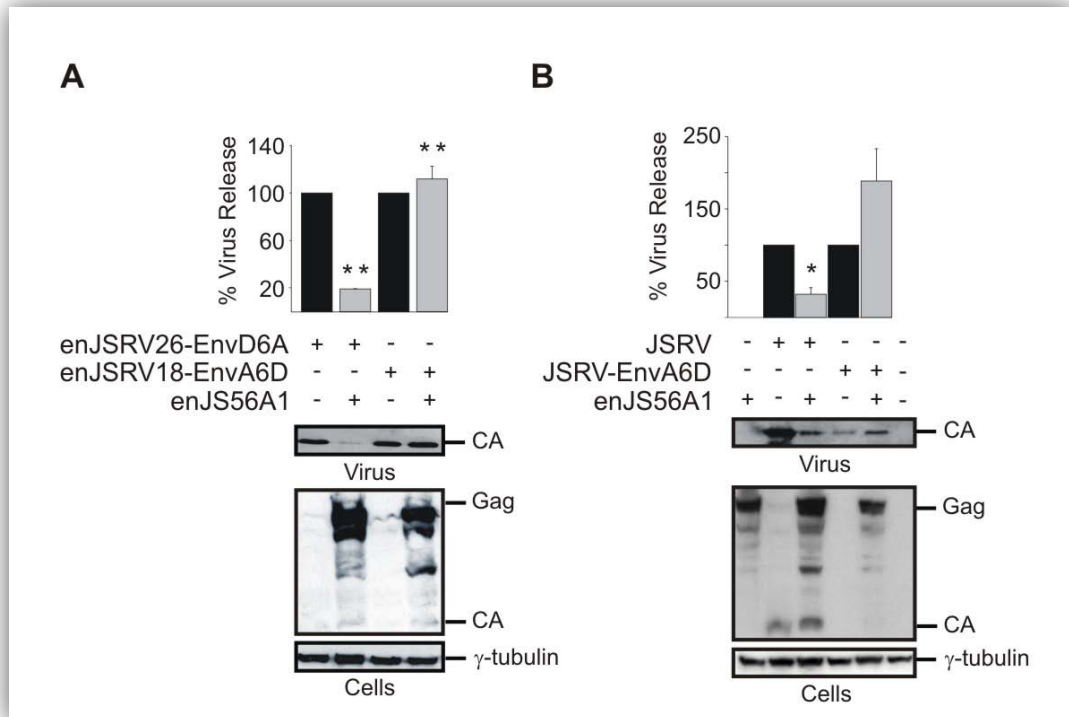 A
% Virus Release
140
100
60
20
* *
* *
enJSRV26-EnvD6A + + - -
enJSRV18-EnvA6D - - + +
enJS56A1 - + - +
CA
Virus
Gag
CA
γ-tubulin
Cells
B
% Virus Release
250
150
50
*
JSRV - + + - - -
JSRV-EnvA6D - - - + + -
enJS56A1 + - + - + -
CA
Virus
Gag
CA
γ-tubulin
Cells